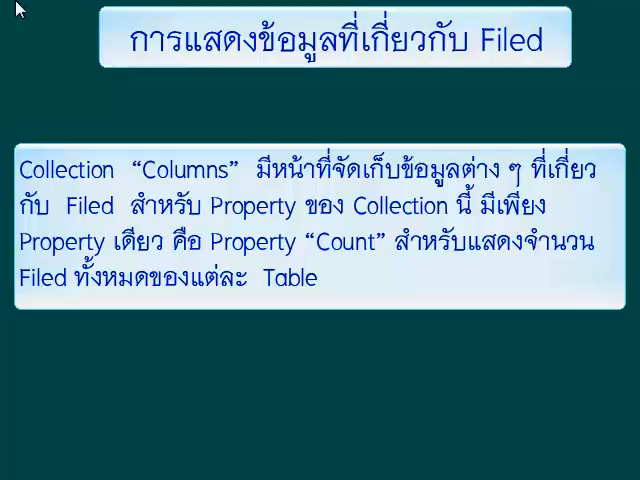 การแสดงข้อมูลที่เกี่ยวกับ Filed
Collection “Columns” มีหน้าที่จัดเก็บข้อมูลต่าง ๆ ที่เกี่ยว
กับ Filed สำหรับ Property ของ Collection นี้ มีเพียง
Property เดียว คือ Property “Count” สำหรับแสดงจำนวน
Filed ทั้งหมดของแต่ละ Table